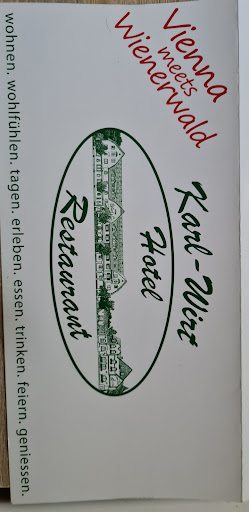 Vienna
meets
Wienerwald
Karl-Wirt
Hotel
Restaurant
wohnen. wohlfühlen. tagen. erleben. essen. trinken. feiern. geniessen.